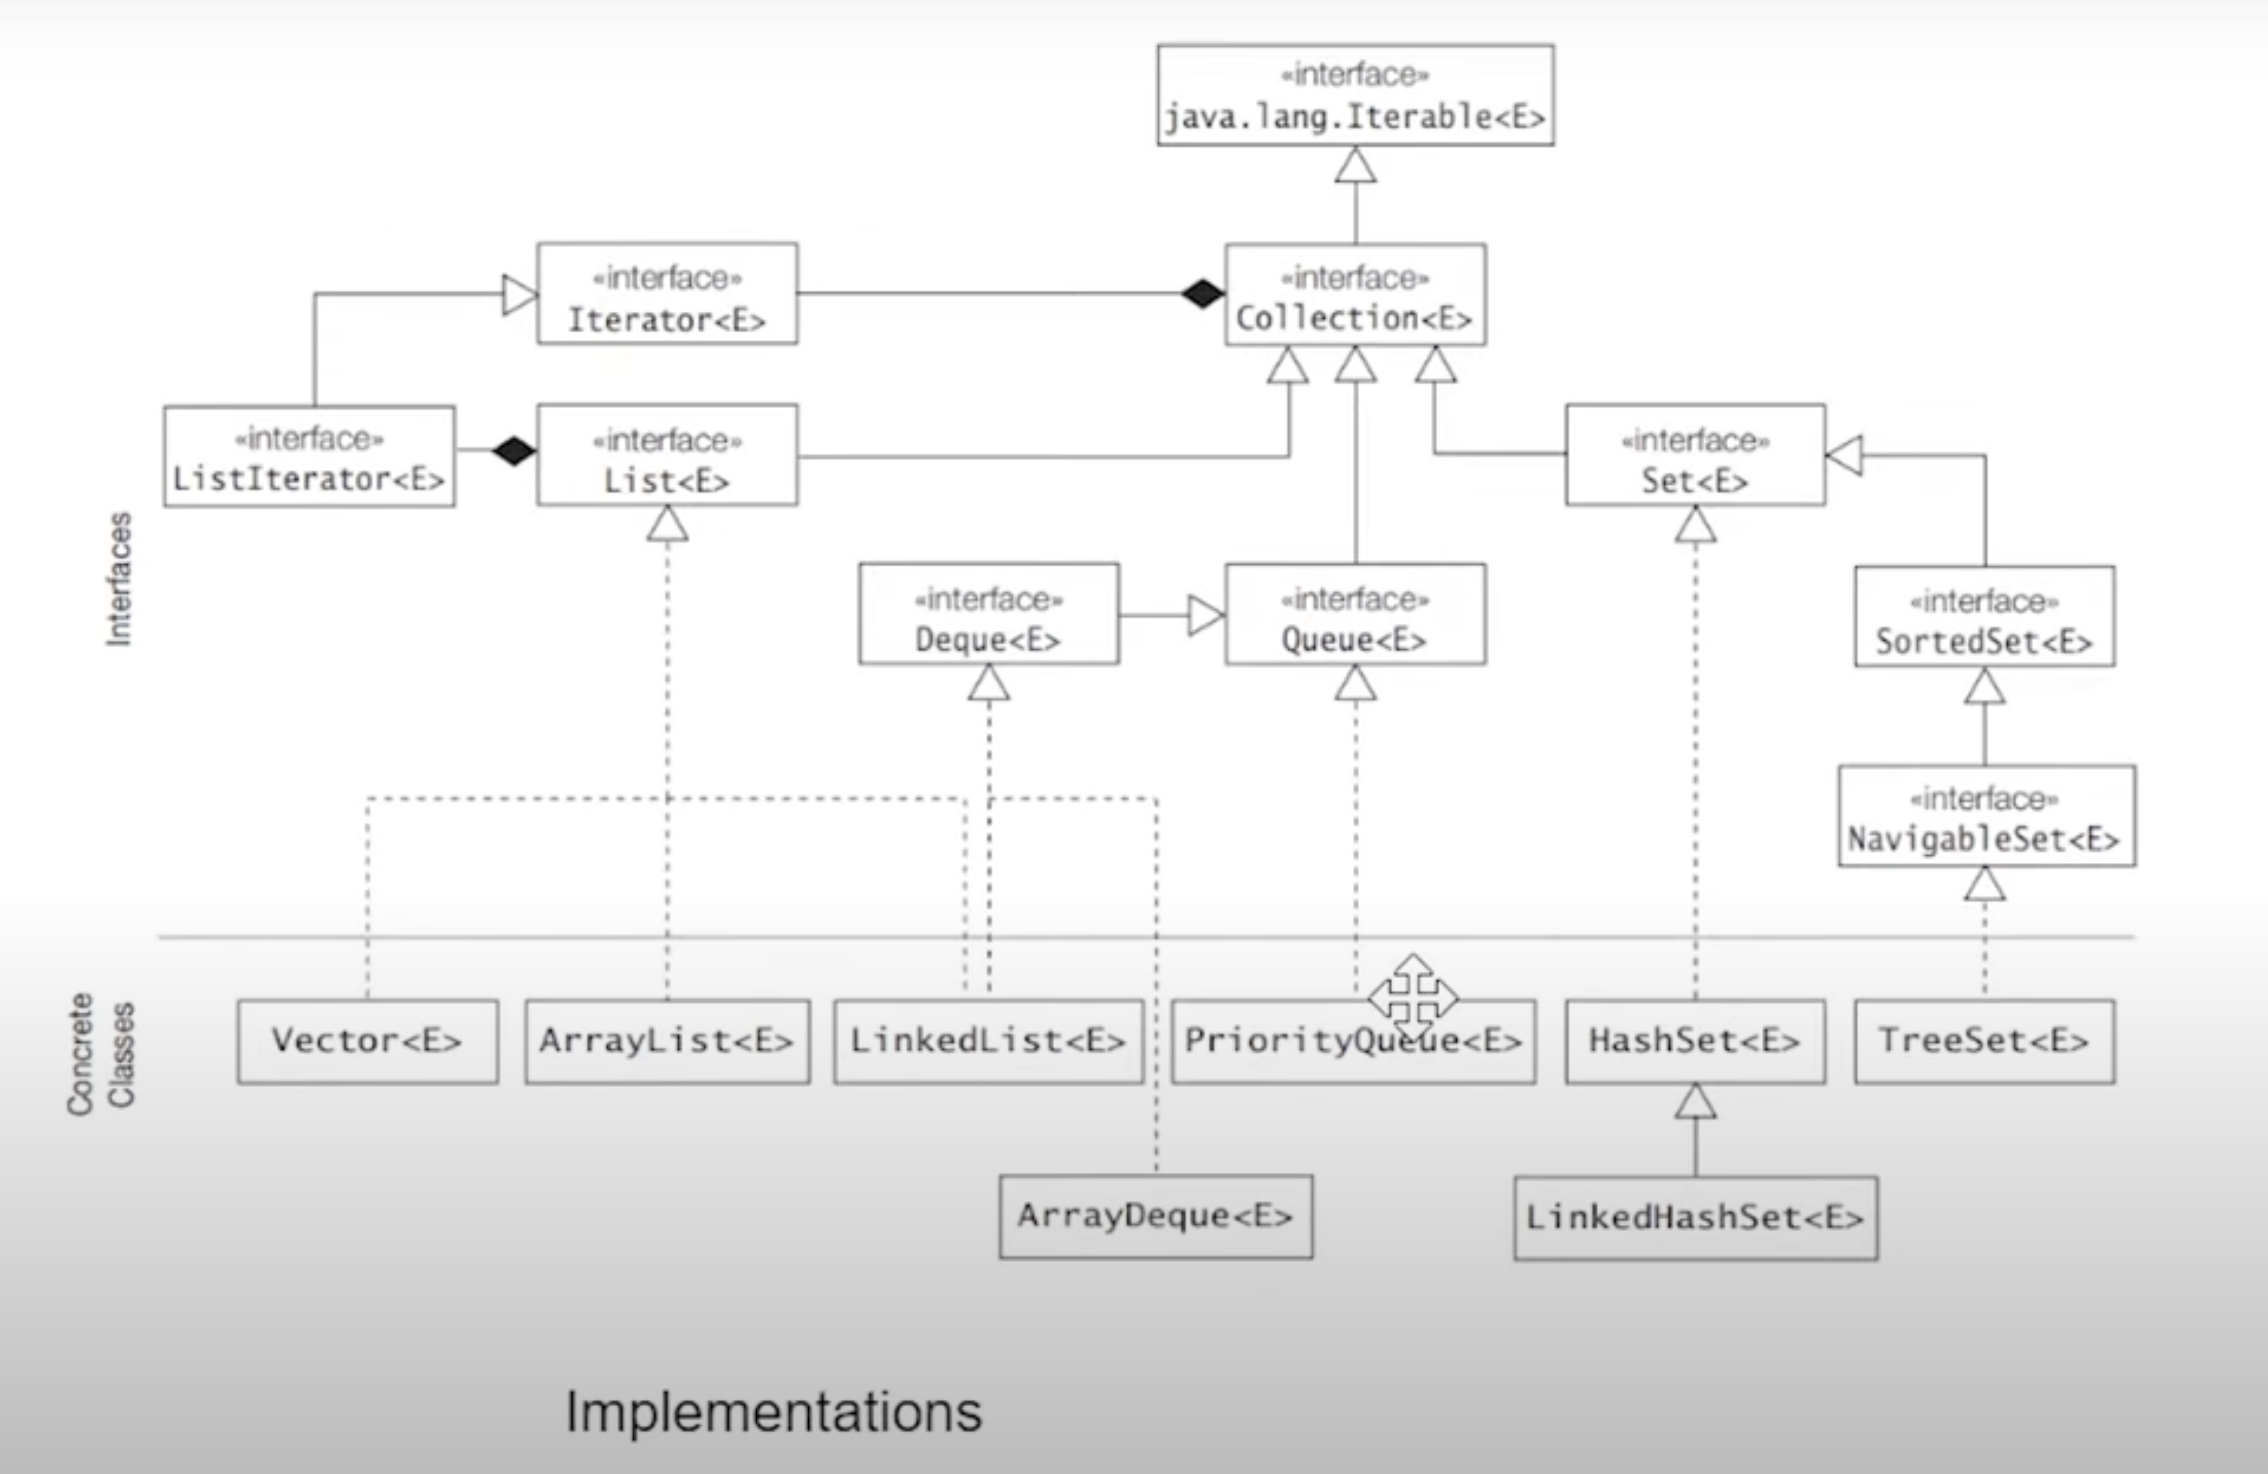 «interface»
java.lang.Iterable<E>
«interface»
Iterator<E>
«interface»
Collection<E>
«interface»
ListIterator<E>
«interface»
List<E>
«interface»
Set<E>
Interfaces
«interface»
Deque<E>
«interface»
Queue<E>
«interface»
SortedSet<E>
«interface»
NavigableSet<E>
Concrete
Classes
Vector<E>
ArrayList<E>
LinkedList<E>
PriorityQueue<E>
HashSet<E>
TreeSet<E>
ArrayDeque<E>
LinkedHashSet<E>
Implementations